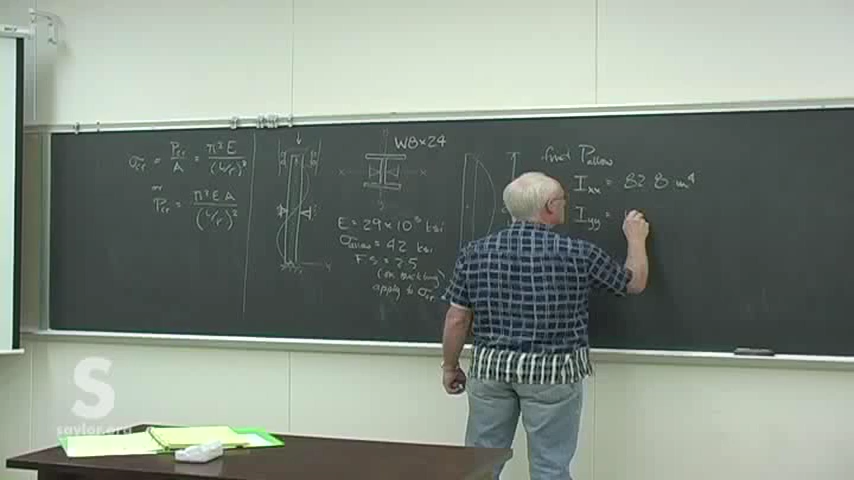 σcr = Pcr/A = π²E/(L/r)²
or
Pcr = π²EA/(L/r)²
W8×24
x x
y
E = 29×10³ ksi
σallow = 42 ksi
F.S. = 2.5
(on buckling)
apply to σcr
find Pallow
Ixx = 82.8 in⁴
Iyy =
S
saylor.org